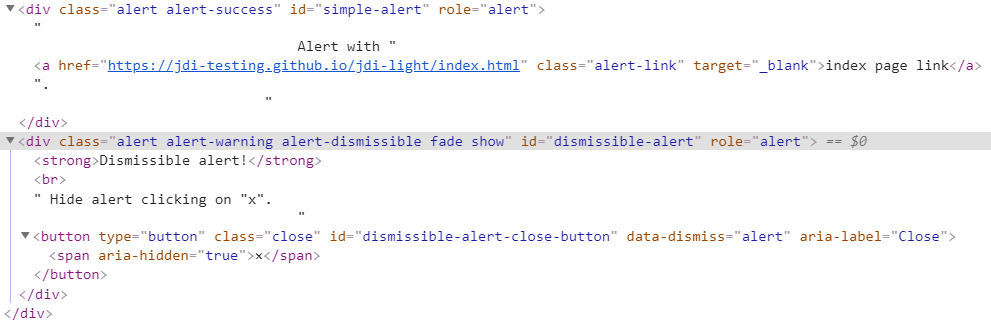 ▼<div class="alert alert-success" id="simple-alert" role="alert">
"
Alert with "
<a href="https://jdi-testing.github.io/jdi-light/index.html" class="alert-link" target="_blank">index page link</a>
".
"
</div>
▼<div class="alert alert-warning alert-dismissible fade show" id="dismissible-alert" role="alert"> == $0
<strong>Dismissible alert!</strong>
<br>
" Hide alert clicking on "x".
"
▼<button type="button" class="close" id="dismissible-alert-close-button" data-dismiss="alert" aria-label="Close">
<span aria-hidden="true">×</span>
</button>
</div>
</div>